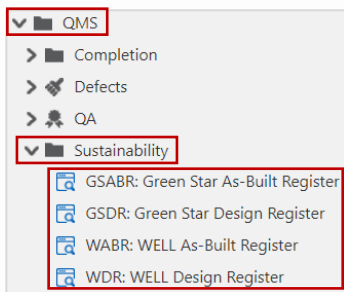 QMS
Completion
Defects
QA
Sustainability
GSABR: Green Star As-Built Register
GSDR: Green Star Design Register
WABR: WELL As-Built Register
WDR: WELL Design Register